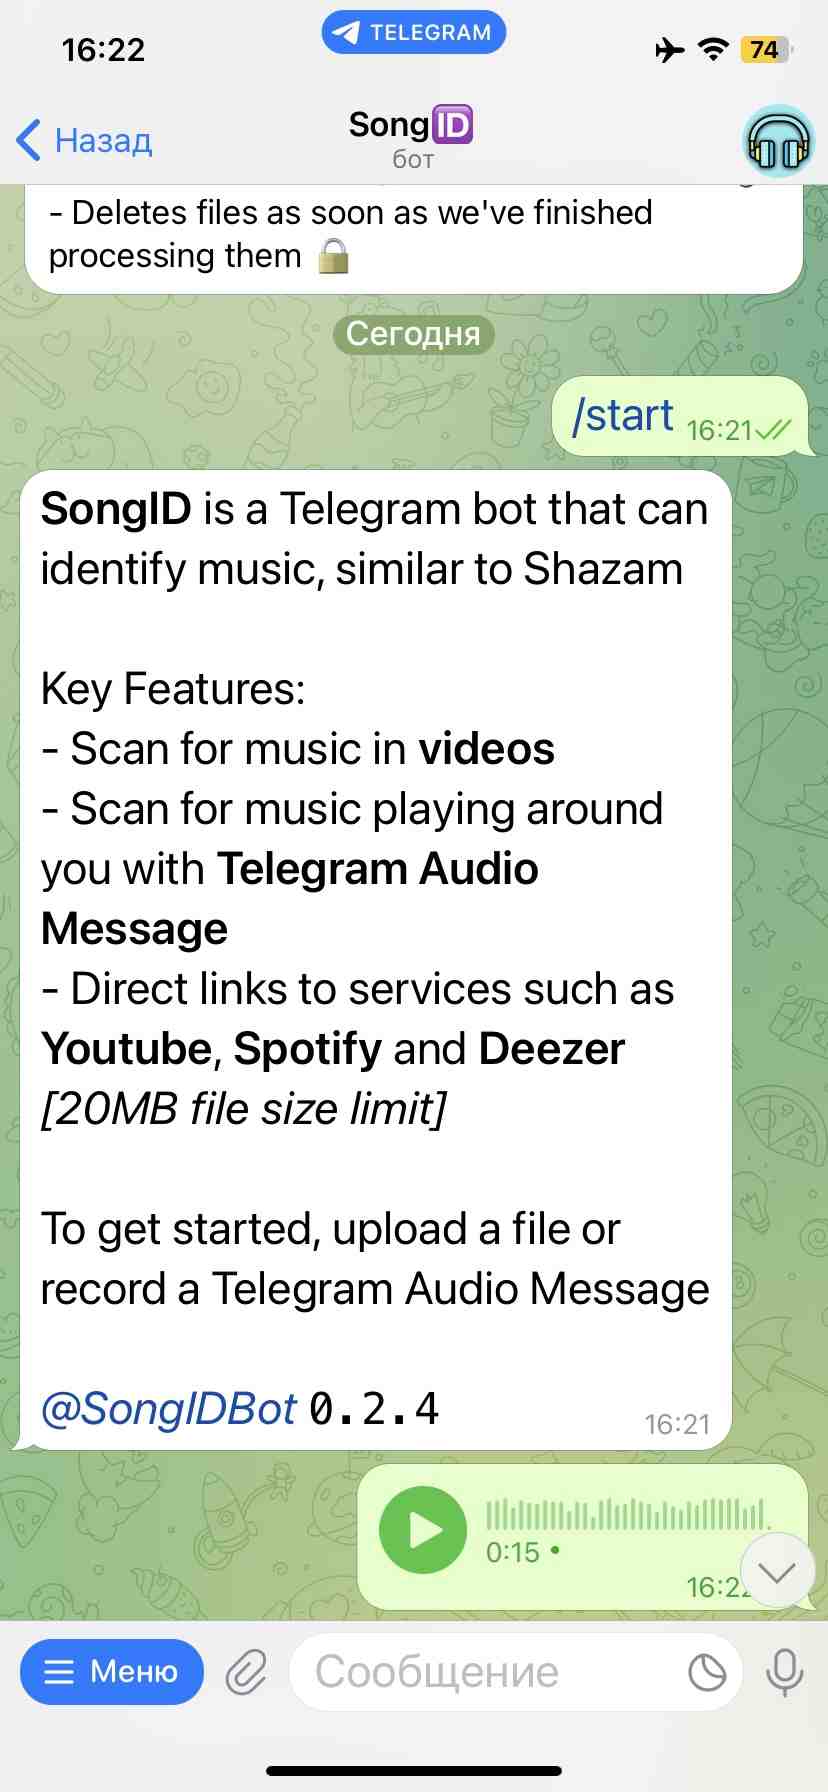 16:22
TELEGRAM
74
Назад
Song🆔
бот
- Deletes files as soon as we've finished
processing them 🔒
Сегодня
/start 16:21
SongID is a Telegram bot that can
identify music, similar to Shazam
Key Features:
- Scan for music in videos
- Scan for music playing around
you with Telegram Audio
Message
- Direct links to services such as
Youtube, Spotify and Deezer
[20MB file size limit]
To get started, upload a file or
record a Telegram Audio Message
@SongIDBot 0.2.4
16:21
0:15
Меню
Сообщение